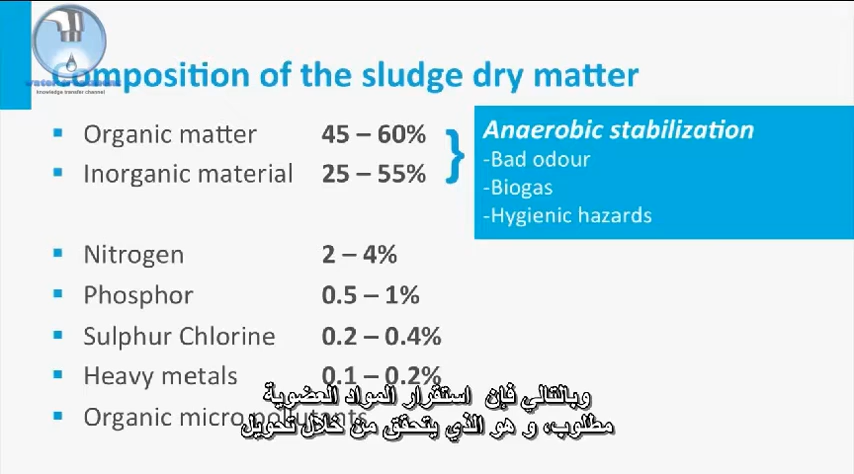 Composition of the sludge dry matter
knowledge transfer channel
Organic matter 45 – 60%
Inorganic material 25 – 55%
Anaerobic stabilization
-Bad odour
-Biogas
-Hygienic hazards
Nitrogen 2 – 4%
Phosphor 0.5 – 1%
Sulphur Chlorine 0.2 – 0.4%
Heavy metals 0.1 – 0.2%
Organic micro pollutants
وبالتالي فإن استقرار المواد العضوية
مطلوب، و هو الذي يتحقق من خلال تحويل